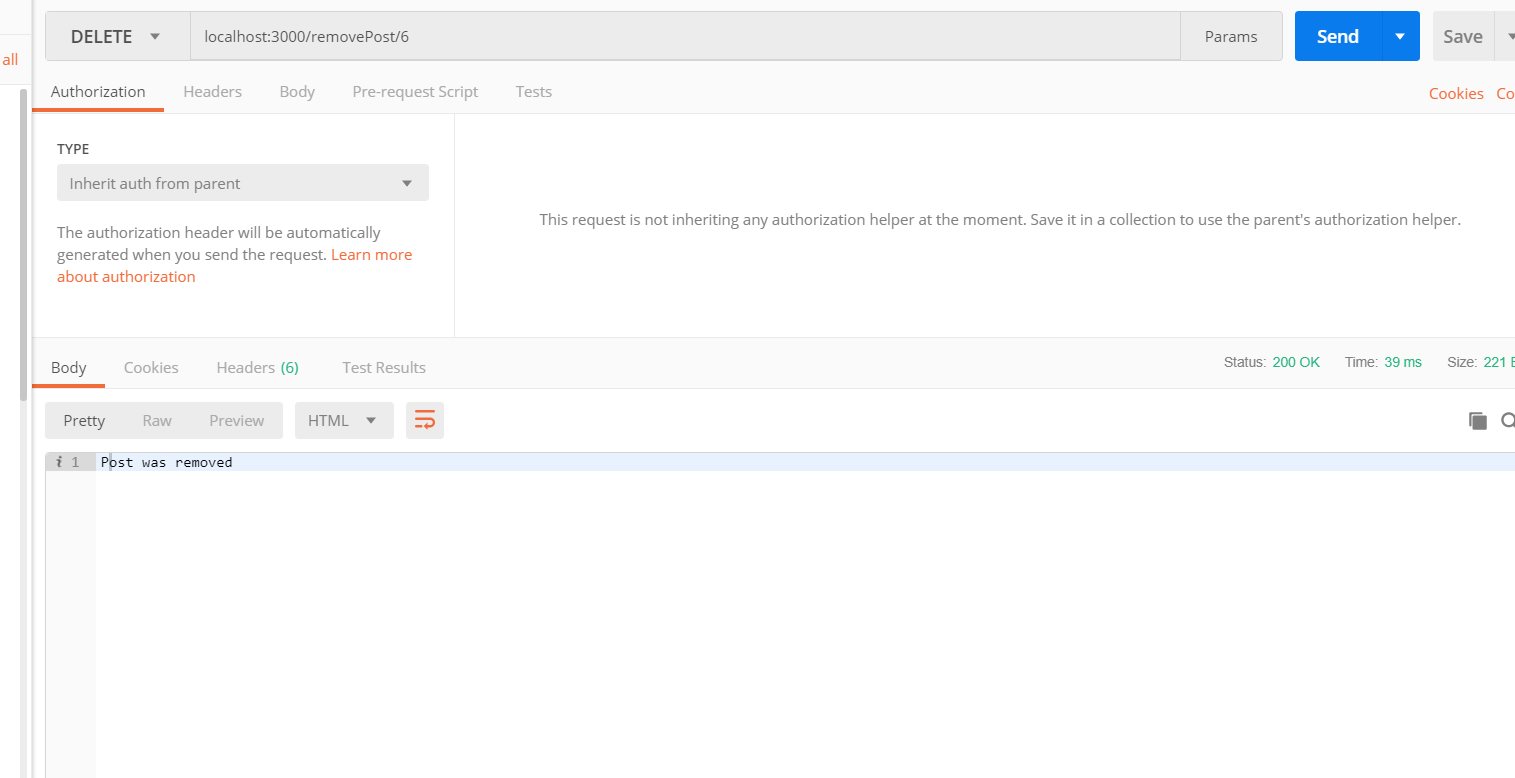 DELETE localhost:3000/removePost/6 Params Send Save
all
Authorization Headers Body Pre-request Script Tests Cookies Co
TYPE
Inherit auth from parent
The authorization header will be automatically
generated when you send the request. Learn more
about authorization
This request is not inheriting any authorization helper at the moment. Save it in a collection to use the parent's authorization helper.
Body Cookies Headers (6) Test Results Status: 200 OK Time: 39 ms Size: 221
Pretty Raw Preview HTML
i 1 Post was removed